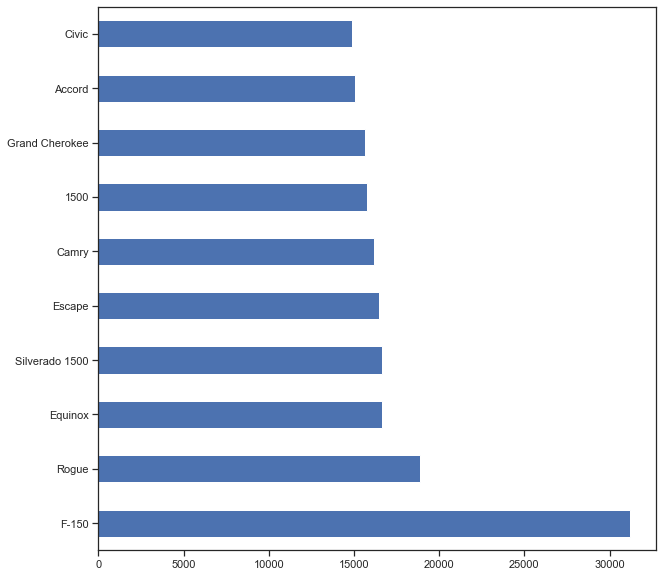 Civic
Accord
Grand Cherokee
1500
Camry
Escape
Silverado 1500
Equinox
Rogue
F-150
0 5000 10000 15000 20000 25000 30000